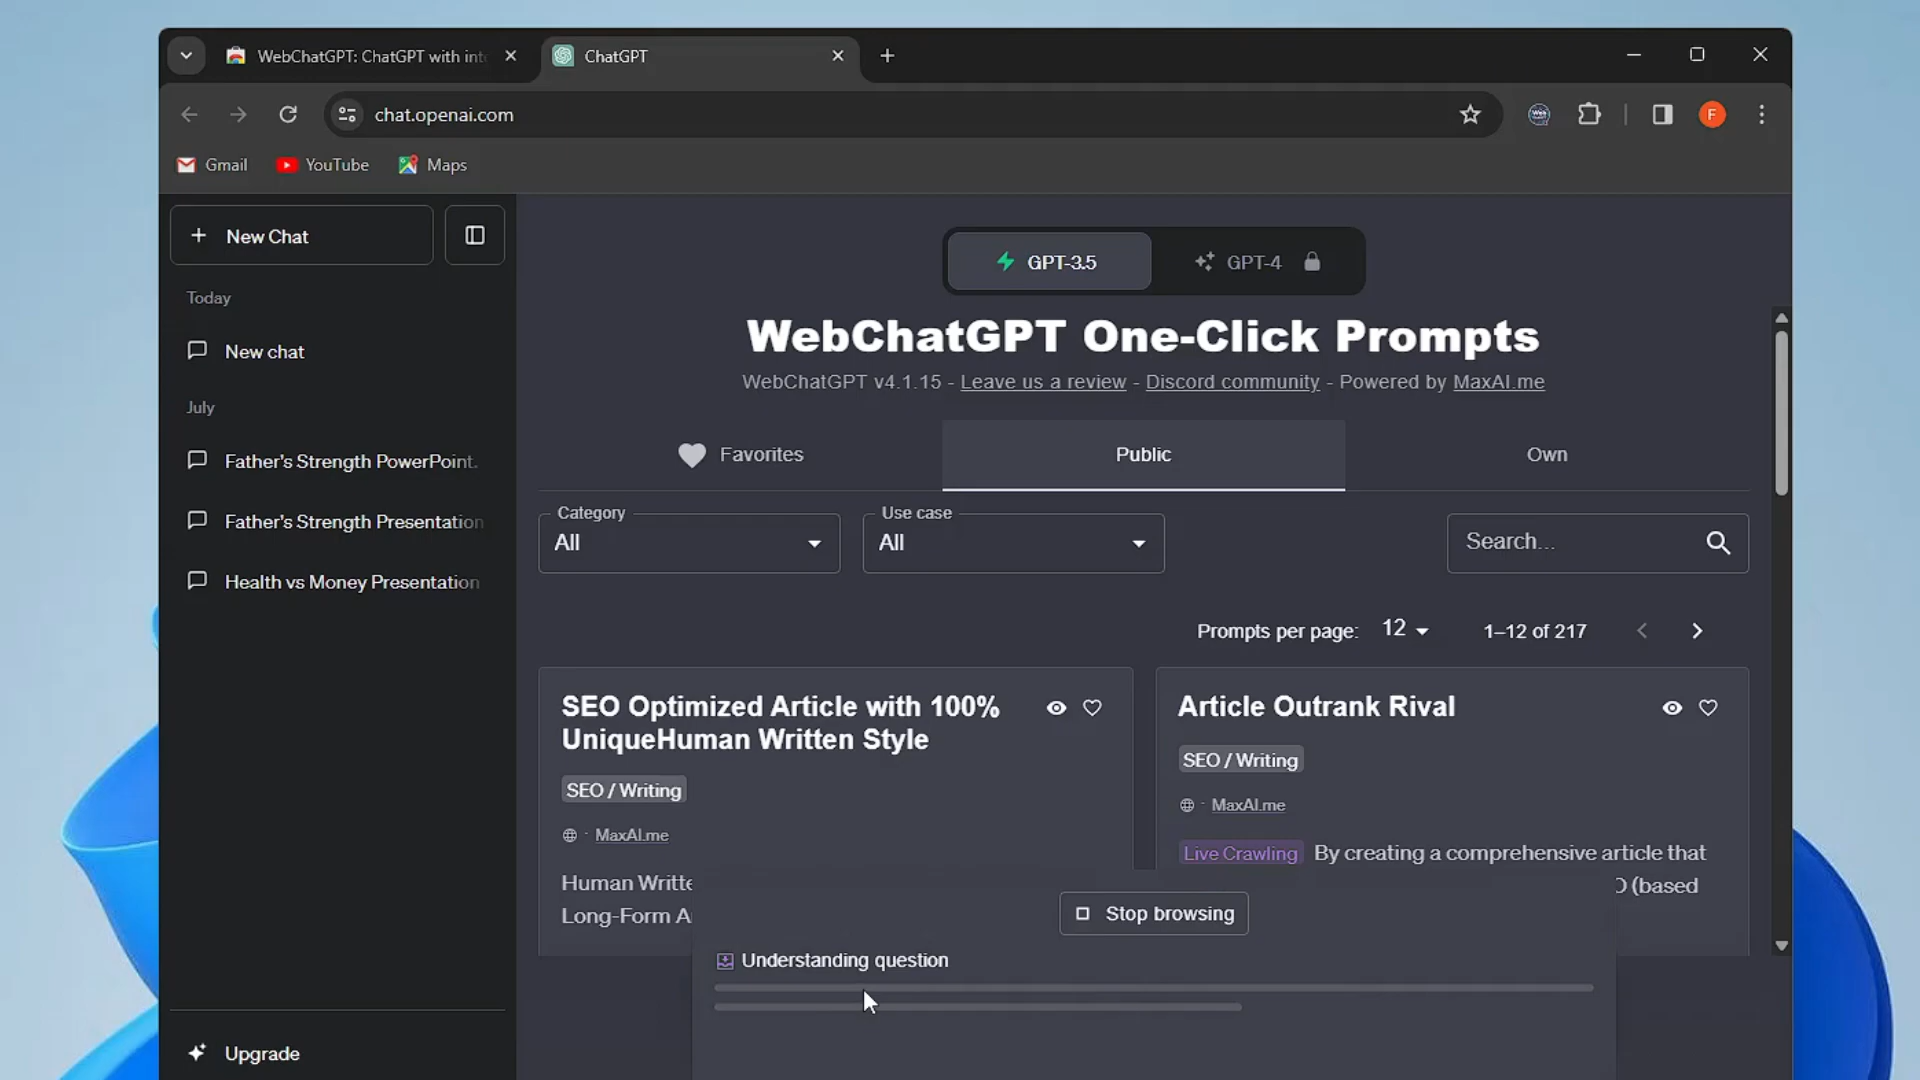 WebChatGPT: ChatGPT with inte
ChatGPT
chat.openai.com
F
Gmail
YouTube
Maps
New Chat
Today
New chat
July
Father's Strength PowerPoint.
Father's Strength Presentation
Health vs Money Presentation
Upgrade
GPT-3.5
GPT-4
WebChatGPT One-Click Prompts
WebChatGPT v4.1.15 - Leave us a review - Discord community - Powered by MaxAI.me
Favorites
Public
Own
Category
All
Use case
All
Search...
Prompts per page: 12
1–12 of 217
SEO Optimized Article with 100%
UniqueHuman Written Style
SEO / Writing
· MaxAI.me
Human Writte
Long-Form A
Article Outrank Rival
SEO / Writing
· MaxAI.me
Live Crawling By creating a comprehensive article that
(based
Stop browsing
Understanding question